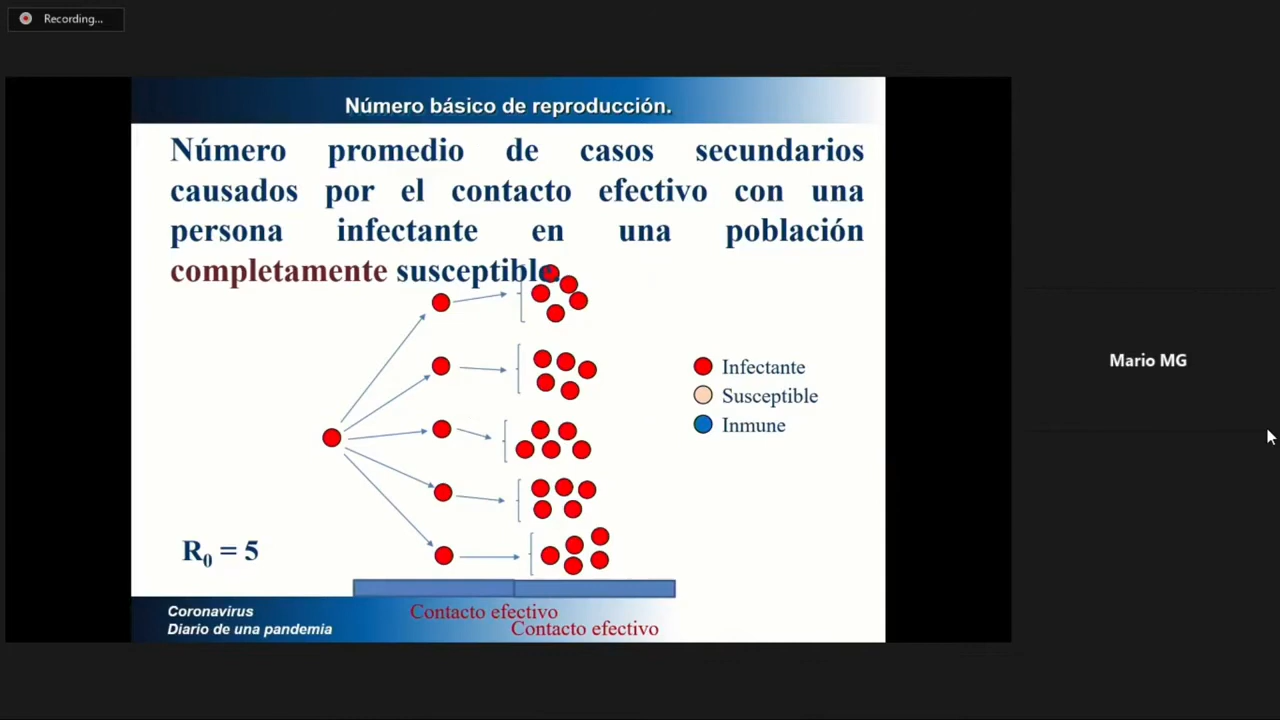 Recording...
Número básico de reproducción.
Número promedio de casos secundarios
causados por el contacto efectivo con una
persona infectante en una población
completamente susceptible.
Infectante
Susceptible
Inmune
Mario MG
R₀ = 5
Coronavirus
Diario de una pandemia
Contacto efectivo
Contacto efectivo